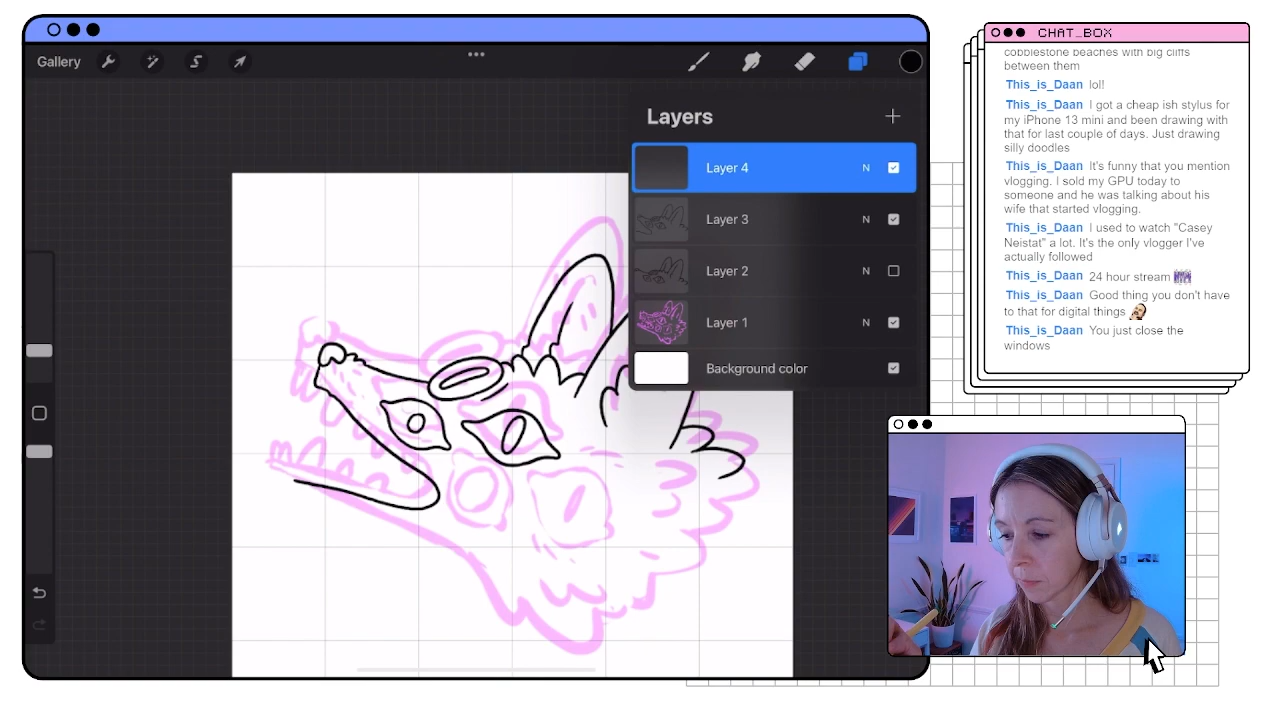 Gallery
Layers
Layer 4 N
Layer 3 N
Layer 2 N
Layer 1 N
Background color
CHAT_BOX
cobblestone beaches with big cliffs
between them
This_is_Daan lol!
This_is_Daan I got a cheap ish stylus for
my iPhone 13 mini and been drawing with
that for last couple of days. Just drawing
silly doodles
This_is_Daan It's funny that you mention
vlogging. I sold my GPU today to
someone and he was talking about his
wife that started vlogging.
This_is_Daan I used to watch "Casey
Neistat" a lot. It's the only vlogger I've
actually followed
This_is_Daan 24 hour stream
This_is_Daan Good thing you don't have
to that for digital things
This_is_Daan You just close the
windows